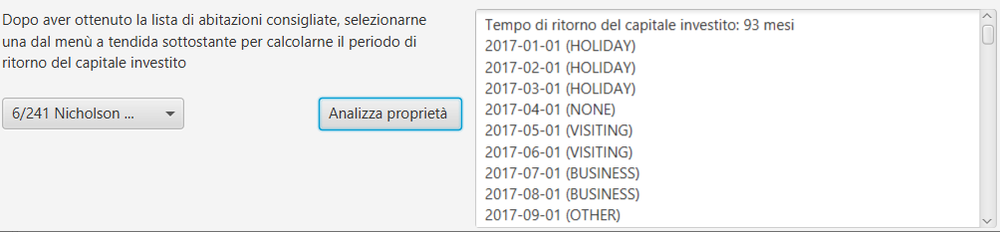 Dopo aver ottenuto la lista di abitazioni consigliate, selezionarne
una dal menù a tendida sottostante per calcolarne il periodo di
ritorno del capitale investito
6/241 Nicholson ...
Analizza proprietà
Tempo di ritorno del capitale investito: 93 mesi
2017-01-01 (HOLIDAY)
2017-02-01 (HOLIDAY)
2017-03-01 (HOLIDAY)
2017-04-01 (NONE)
2017-05-01 (VISITING)
2017-06-01 (VISITING)
2017-07-01 (BUSINESS)
2017-08-01 (BUSINESS)
2017-09-01 (OTHER)